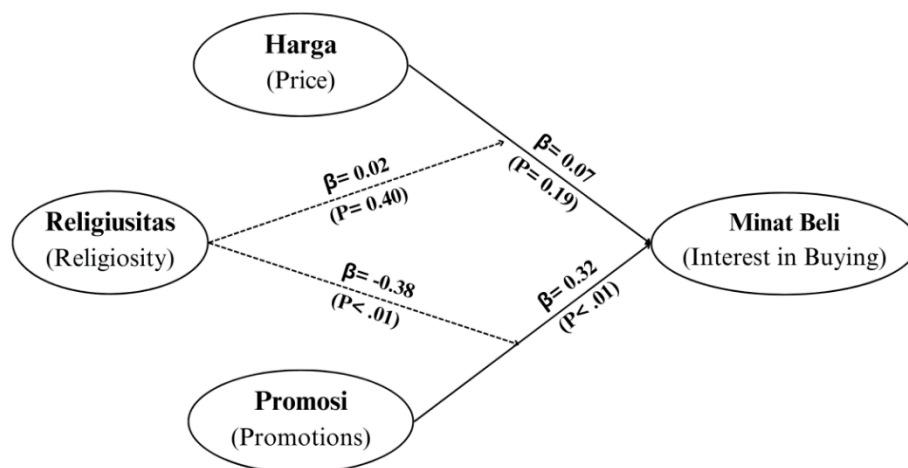 Harga
(Price)
β= 0.07
(P= 0.19)
β= 0.02
(P= 0.40)
Religiusitas
(Religiosity)
Minat Beli
(Interest in Buying)
β= -0.38
(P< .01)
β= 0.32
(P< .01)
Promosi
(Promotions)